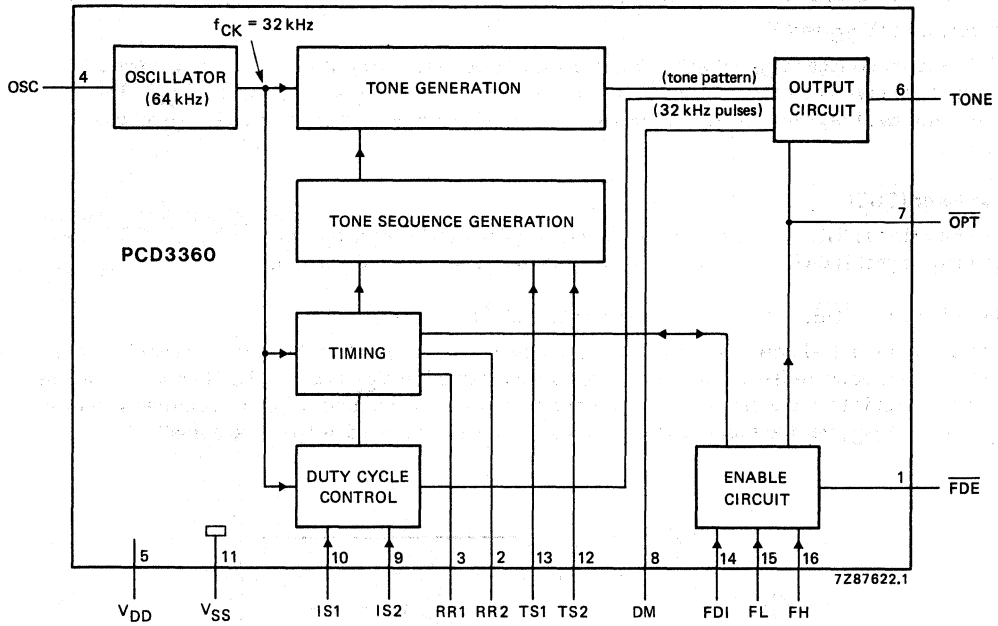 f_CK = 32 kHz
OSC
4
OSCILLATOR
(64 kHz)
TONE GENERATION
(tone pattern)
(32 kHz pulses)
OUTPUT
CIRCUIT
6
TONE
TONE SEQUENCE GENERATION
7
OPT
PCD3360
TIMING
DUTY CYCLE
CONTROL
ENABLE
CIRCUIT
1
FDE
5
11
10
9
3
2
13
12
8
14
15
16
7Z87622.1
V_DD
V_SS
IS1
IS2
RR1
RR2
TS1
TS2
DM
FDI
FL
FH